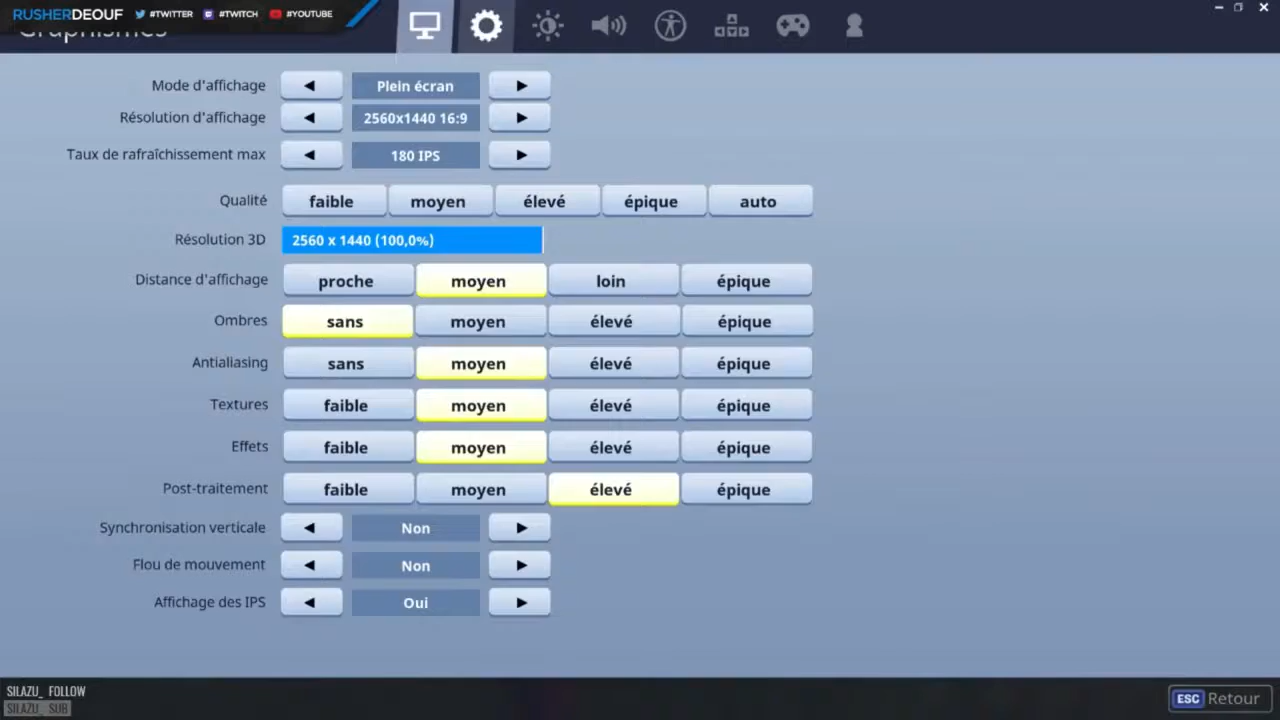 RUSHERDEOUF #TWITTER #TWITCH #YOUTUBE
Graphismes
Mode d'affichage Plein écran
Résolution d'affichage 2560x1440 16:9
Taux de rafraîchissement max 180 IPS
Qualité faible moyen élevé épique auto
Résolution 3D 2560 x 1440 (100,0%)
Distance d'affichage proche moyen loin épique
Ombres sans moyen élevé épique
Antialiasing sans moyen élevé épique
Textures faible moyen élevé épique
Effets faible moyen élevé épique
Post-traitement faible moyen élevé épique
Synchronisation verticale Non
Flou de mouvement Non
Affichage des IPS Oui
SILAZU_ FOLLOW
SILAZU_ SUB
ESC Retour